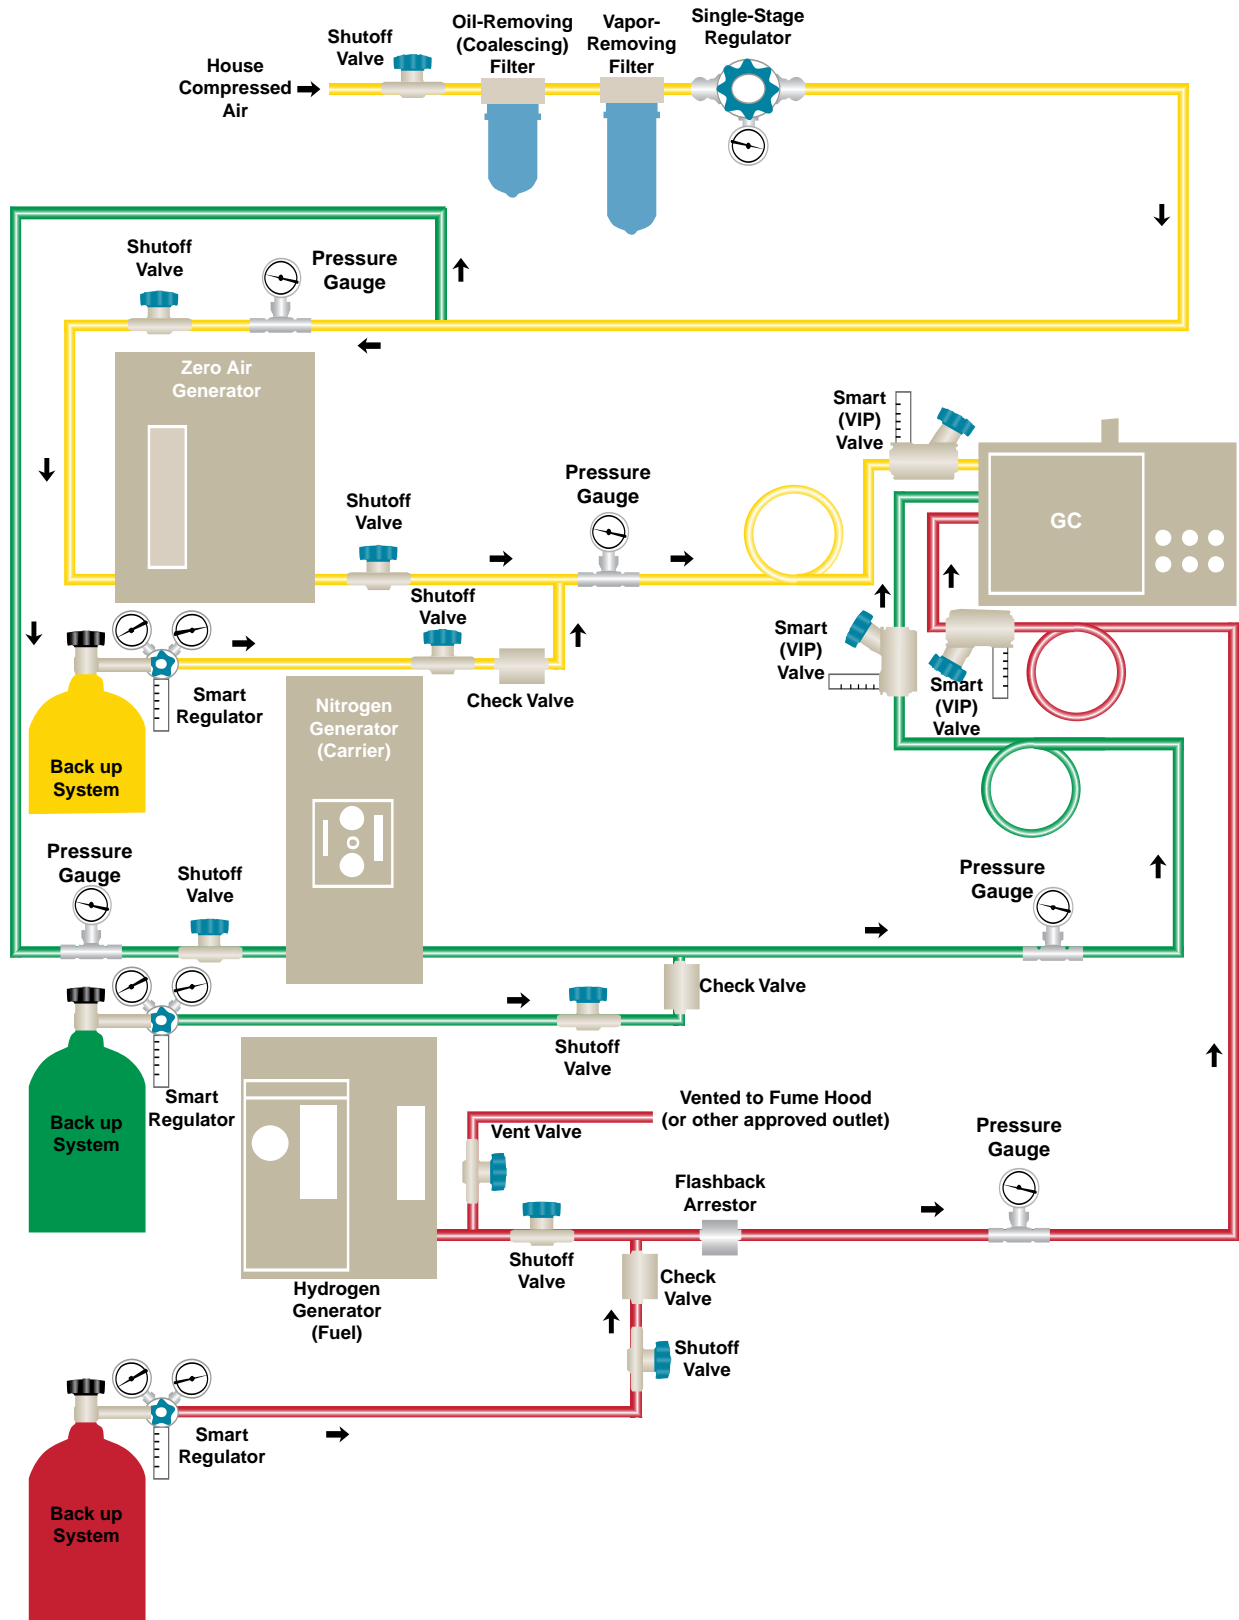 House
Compressed
Air
Shutoff
Valve
Oil-Removing
(Coalescing)
Filter
Vapor-
Removing
Filter
Single-Stage
Regulator
Shutoff
Valve
Pressure
Gauge
Zero Air
Generator
Shutoff
Valve
Pressure
Gauge
Smart
(VIP)
Valve
GC
Shutoff
Valve
Check Valve
Smart
Regulator
Back up
System
Nitrogen
Generator
(Carrier)
Smart
(VIP)
Valve
Smart
(VIP)
Valve
Pressure
Gauge
Shutoff
Valve
Pressure
Gauge
Check Valve
Shutoff
Valve
Smart
Regulator
Back up
System
Vented to Fume Hood
(or other approved outlet)
Vent Valve
Flashback
Arrestor
Pressure
Gauge
Shutoff
Valve
Hydrogen
Generator
(Fuel)
Check
Valve
Shutoff
Valve
Smart
Regulator
Back up
System